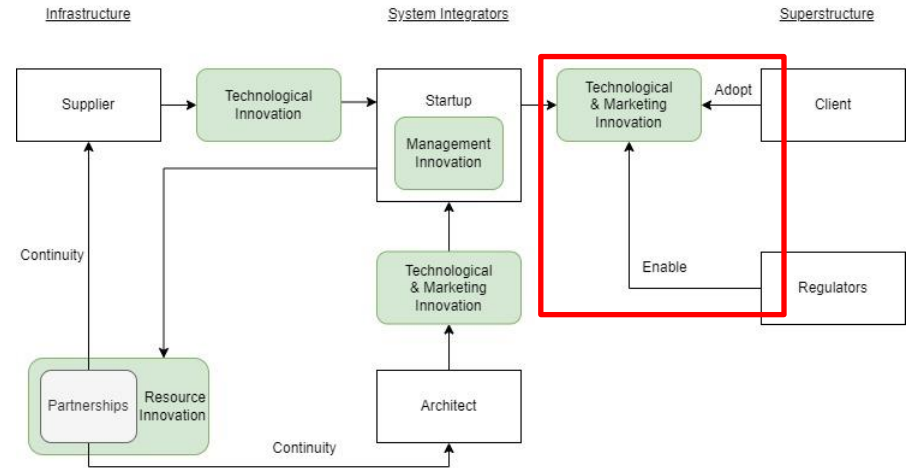 Infrastructure
System Integrators
Superstructure
Supplier
Technological
Innovation
Startup
Management
Innovation
Technological
& Marketing
Innovation
Adopt
Client
Continuity
Technological
& Marketing
Innovation
Enable
Regulators
Partnerships
Resource
Innovation
Architect
Continuity